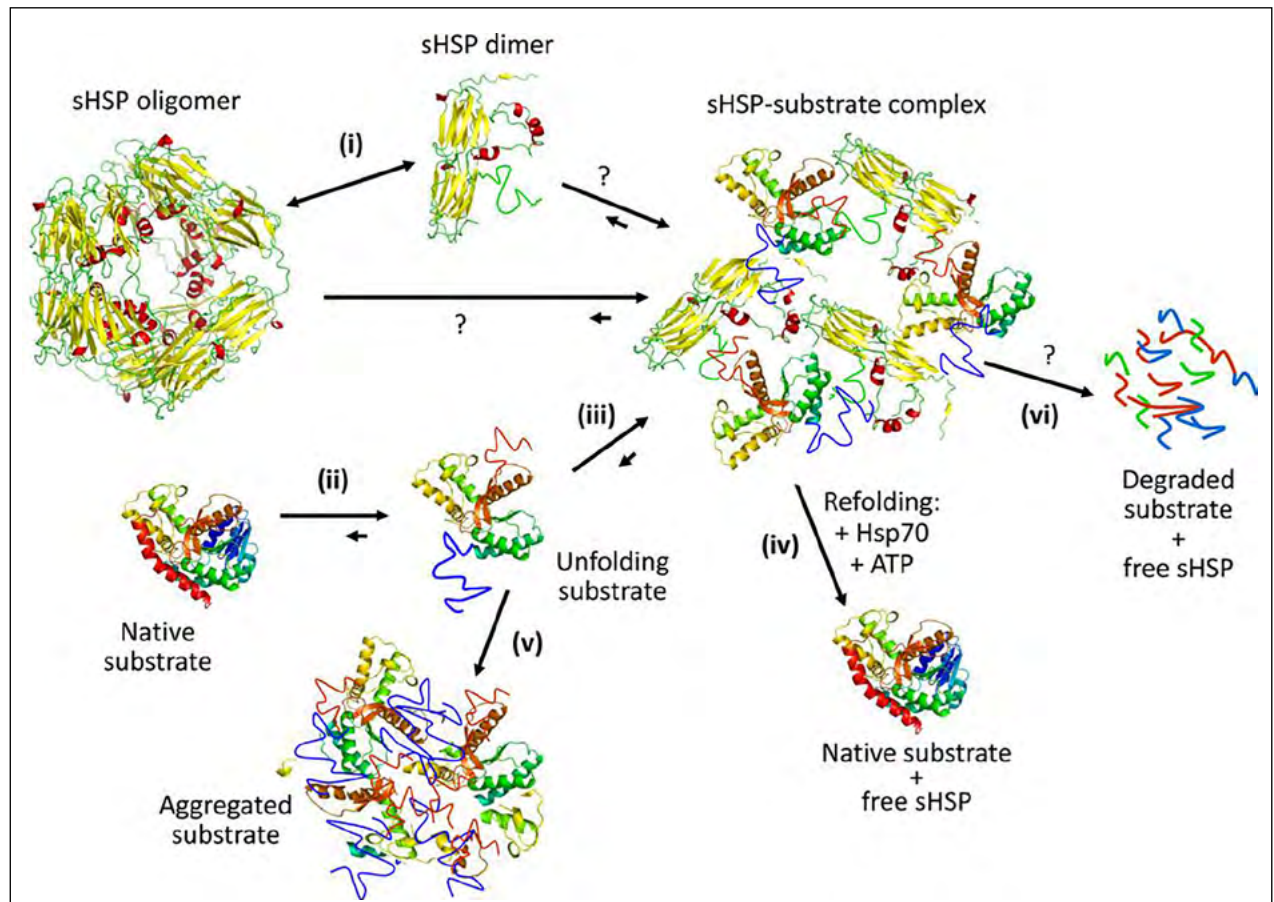 sHSP dimer
sHSP oligomer
sHSP-substrate complex
(i)
?
?
?
(vi)
(iii)
(ii)
Degraded
substrate
+
free sHSP
Refolding:
+ Hsp70
+ ATP
(iv)
Unfolding
substrate
Native
substrate
(v)
Aggregated
substrate
Native substrate
+
free sHSP